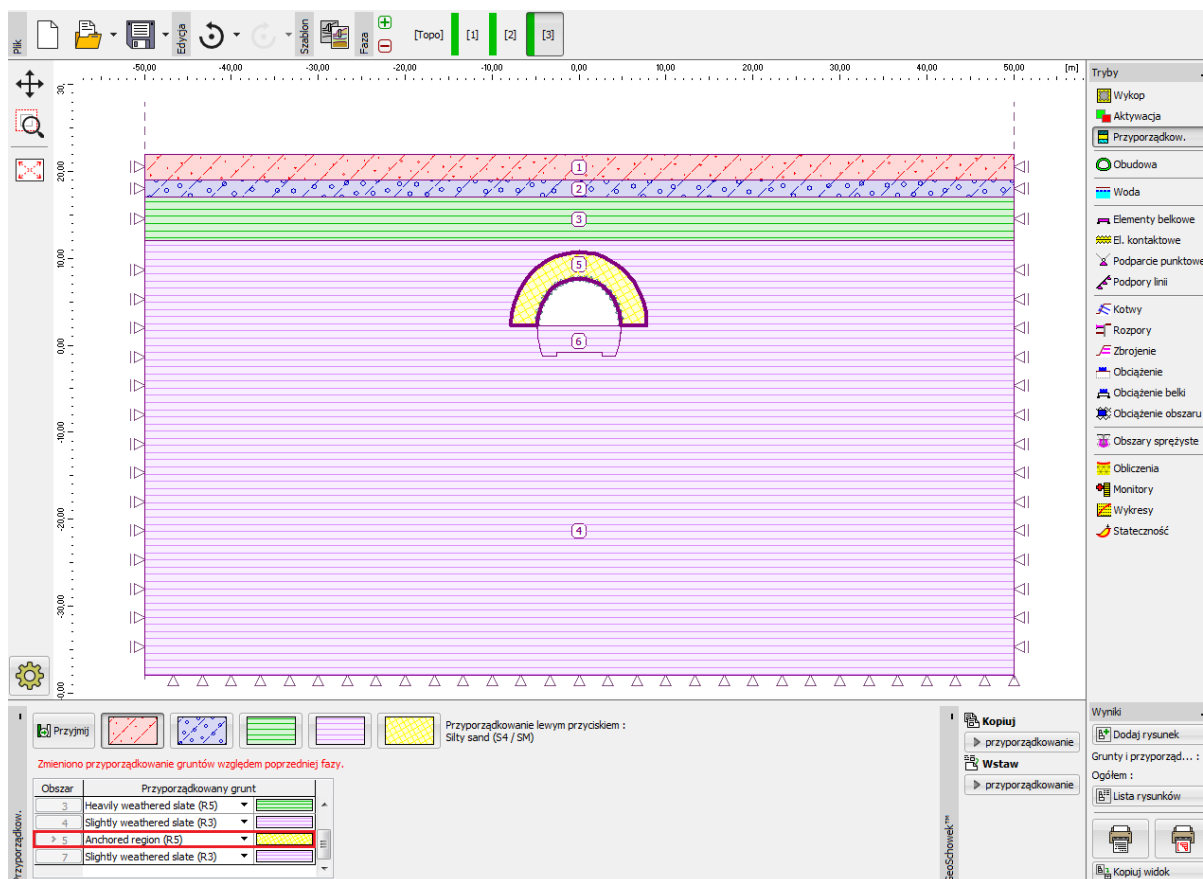 Plik
Edycja
Szablon
Faza
[Topo] [1] [2] [3]
-50,00 -40,00 -30,00 -20,00 -10,00 0,00 10,00 20,00 30,00 40,00 50,00 [m]
20,00
10,00
0,00
-10,00
-20,00
-30,00
1
2
3
5
6
4
Tryby
Wykop
Aktywacja
Przyporządkow.
Obudowa
Woda
Elementy belkowe
El. kontaktowe
Podparcie punktowe
Podpory linii
Kotwy
Rozpory
Zbrojenie
Obciążenie
Obciążenie belki
Obciążenie obszaru
Obszary sprężyste
Obliczenia
Monitory
Wykresy
Stateczność
Przyporządkow.
Przyjmij
Przyporządkowanie lewym przyciskiem :
Silty sand (S4 / SM)
Zmieniono przyporządkowanie gruntów względem poprzedniej fazy.
Obszar Przyporządkowany grunt
3 Heavily weathered slate (R5)
4 Slightly weathered slate (R3)
> 5 Anchored region (R5)
7 Slightly weathered slate (R3)
GeoSchowek™
Kopiuj
przyporządkowanie
Wstaw
przyporządkowanie
Wyniki
Dodaj rysunek
Grunty i przyporząd... :
Ogółem :
Lista rysunków
Kopiuj widok